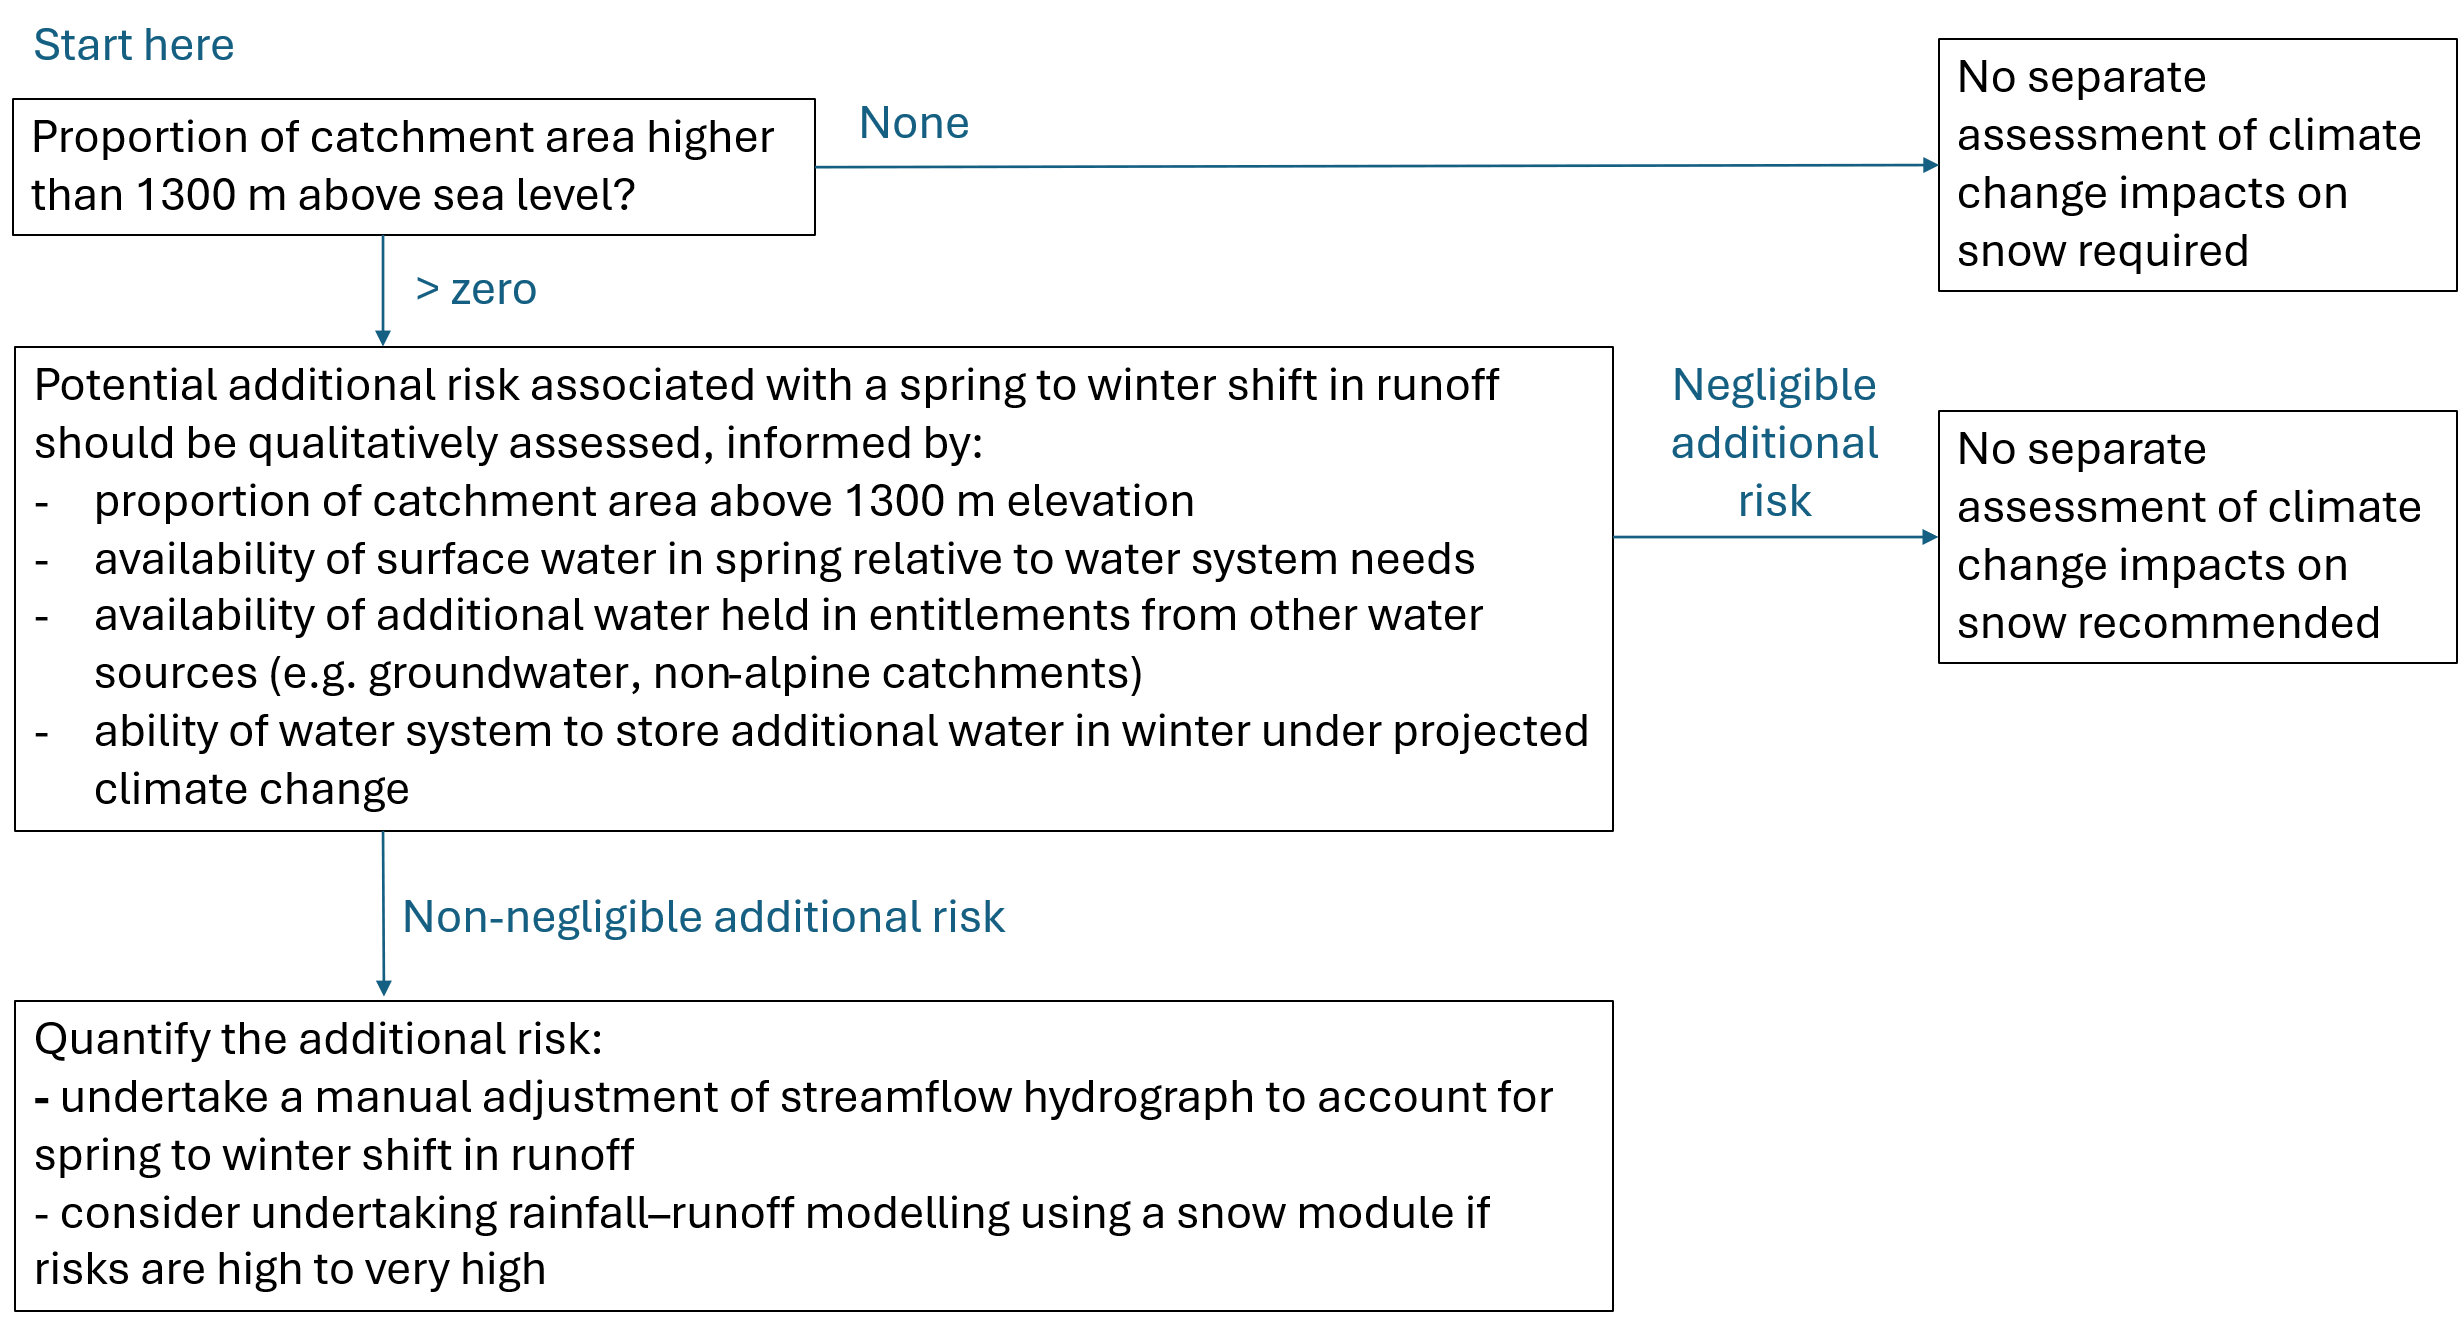 Start here
Proportion of catchment area higher
than 1300 m above sea level?
None
No separate
assessment of climate
change impacts on
snow required
> zero
Potential additional risk associated with a spring to winter shift in runoff
should be qualitatively assessed, informed by:
- proportion of catchment area above 1300 m elevation
- availability of surface water in spring relative to water system needs
- availability of additional water held in entitlements from other water
sources (e.g. groundwater, non-alpine catchments)
- ability of water system to store additional water in winter under projected
climate change
Negligible
additional
risk
No separate
assessment of climate
change impacts on
snow recommended
Non-negligible additional risk
Quantify the additional risk:
- undertake a manual adjustment of streamflow hydrograph to account for
spring to winter shift in runoff
- consider undertaking rainfall–runoff modelling using a snow module if
risks are high to very high